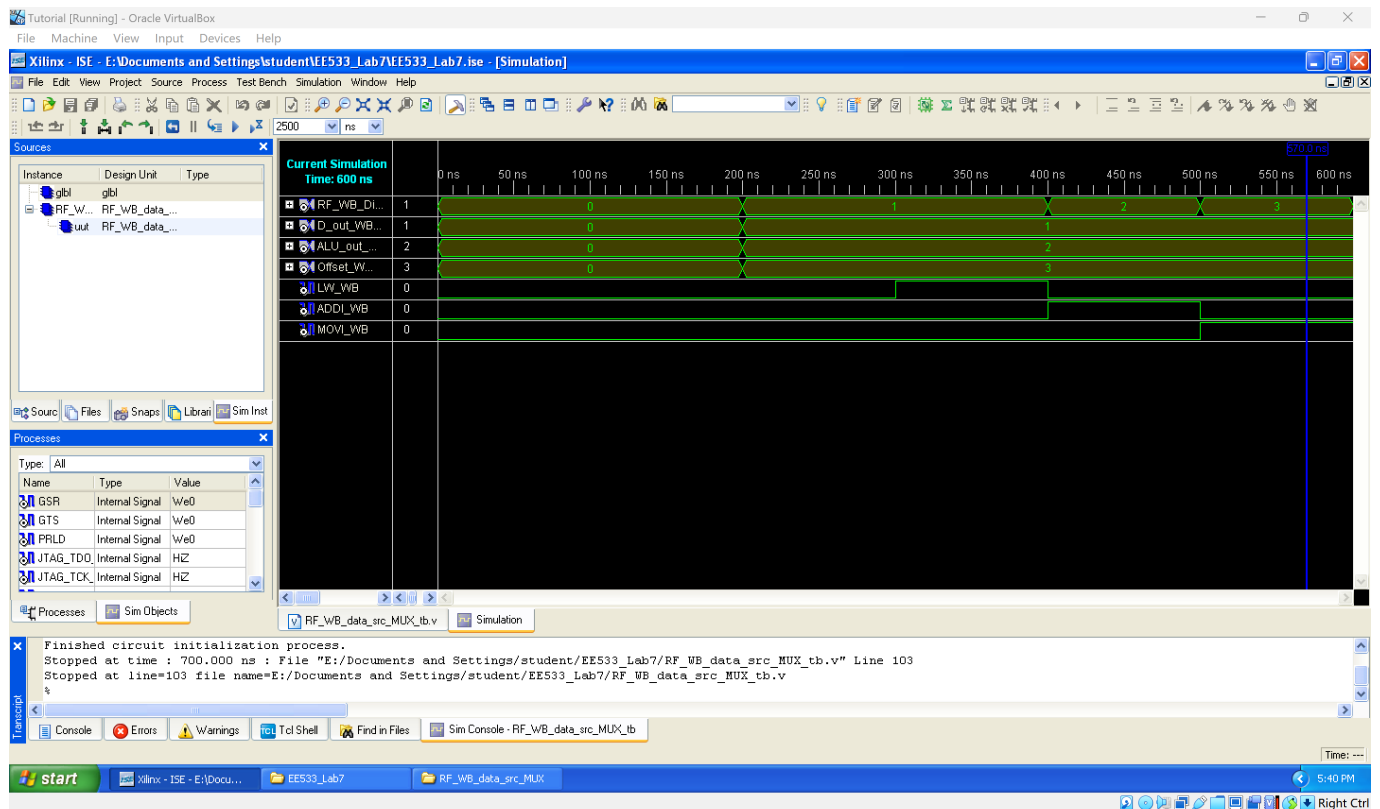 Tutorial [Running] - Oracle VirtualBox
File Machine View Input Devices Help
Xilinx - ISE - E:\Documents and Settings\student\EE533_Lab7\EE533_Lab7.ise - [Simulation]
File Edit View Project Source Process Test Bench Simulation Window Help
2500 ns
Sources
Instance Design Unit Type
glbl glbl
RF_W... RF_WB_data_...
uut RF_WB_data_...
Sourc Files Snaps Librari Sim Inst
Processes
Type: All
Name Type Value
GSR Internal Signal We0
GTS Internal Signal We0
PRLD Internal Signal We0
JTAG_TDO_ Internal Signal HiZ
JTAG_TCK_ Internal Signal HiZ
Processes Sim Objects
Current Simulation
Time: 600 ns
0 ns 50 ns 100 ns 150 ns 200 ns 250 ns 300 ns 350 ns 400 ns 450 ns 500 ns 550 ns 600 ns
RF_WB_Di... 1 0 1 2 3
D_out_WB... 1 0 1
ALU_out_... 2 0 2
Offset_W... 3 0 3
LW_WB 0
ADDI_WB 0
MOVI_WB 0
RF_WB_data_src_MUX_tb.v Simulation
Finished circuit initialization process.
Stopped at time : 700.000 ns : File "E:/Documents and Settings/student/EE533_Lab7/RF_WB_data_src_MUX_tb.v" Line 103
Stopped at line=103 file name=E:/Documents and Settings/student/EE533_Lab7/RF_WB_data_src_MUX_tb.v
%
Transcript
Console Errors Warnings TCL Tcl Shell Find in Files Sim Console - RF_WB_data_src_MUX_tb
Time: ---
start Xilinx - ISE - E:\Docu... EE533_Lab7 RF_WB_data_src_MUX 5:40 PM
Right Ctrl